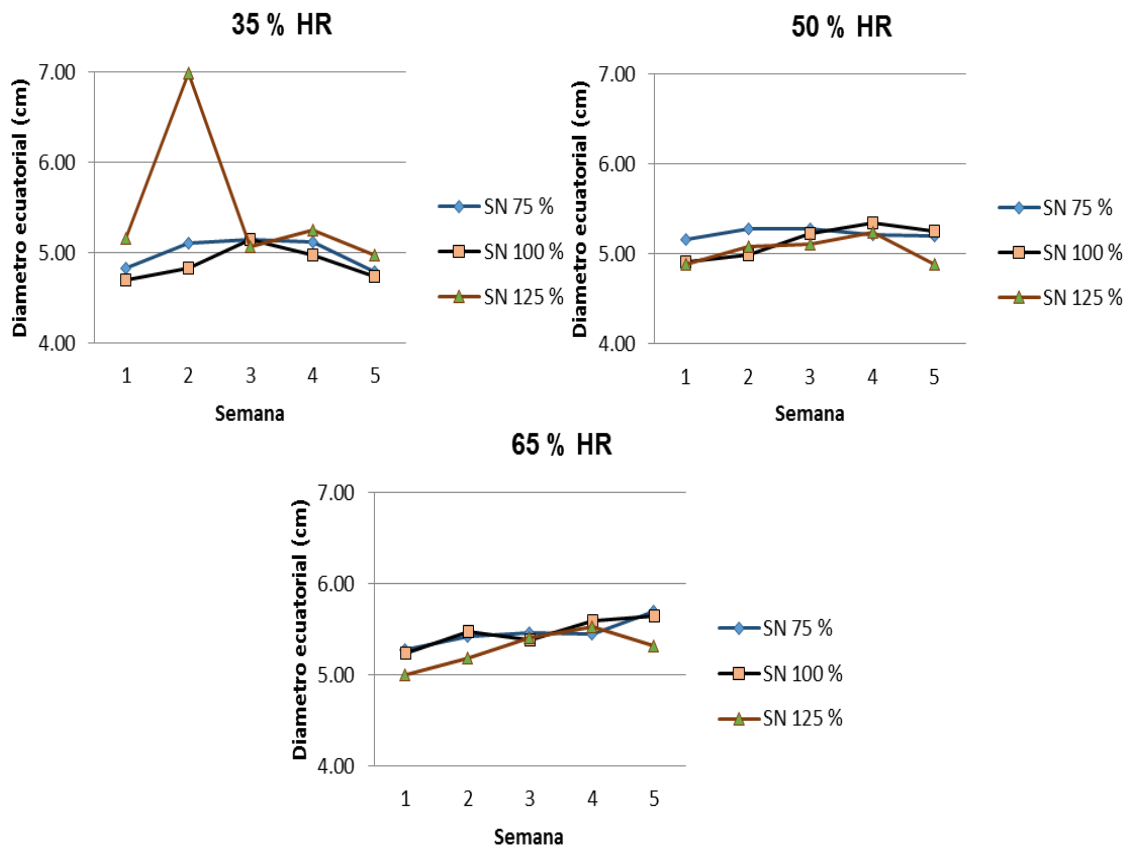 35 % HR
Diametro ecuatorial (cm)
7.00
6.00
5.00
4.00
1 2 3 4 5
Semana
SN 75 %
SN 100 %
SN 125 %
50 % HR
Diametro ecuatorial (cm)
7.00
6.00
5.00
4.00
1 2 3 4 5
Semana
SN 75 %
SN 100 %
SN 125 %
65 % HR
Diametro ecuatorial (cm)
7.00
6.00
5.00
4.00
1 2 3 4 5
Semana
SN 75 %
SN 100 %
SN 125 %